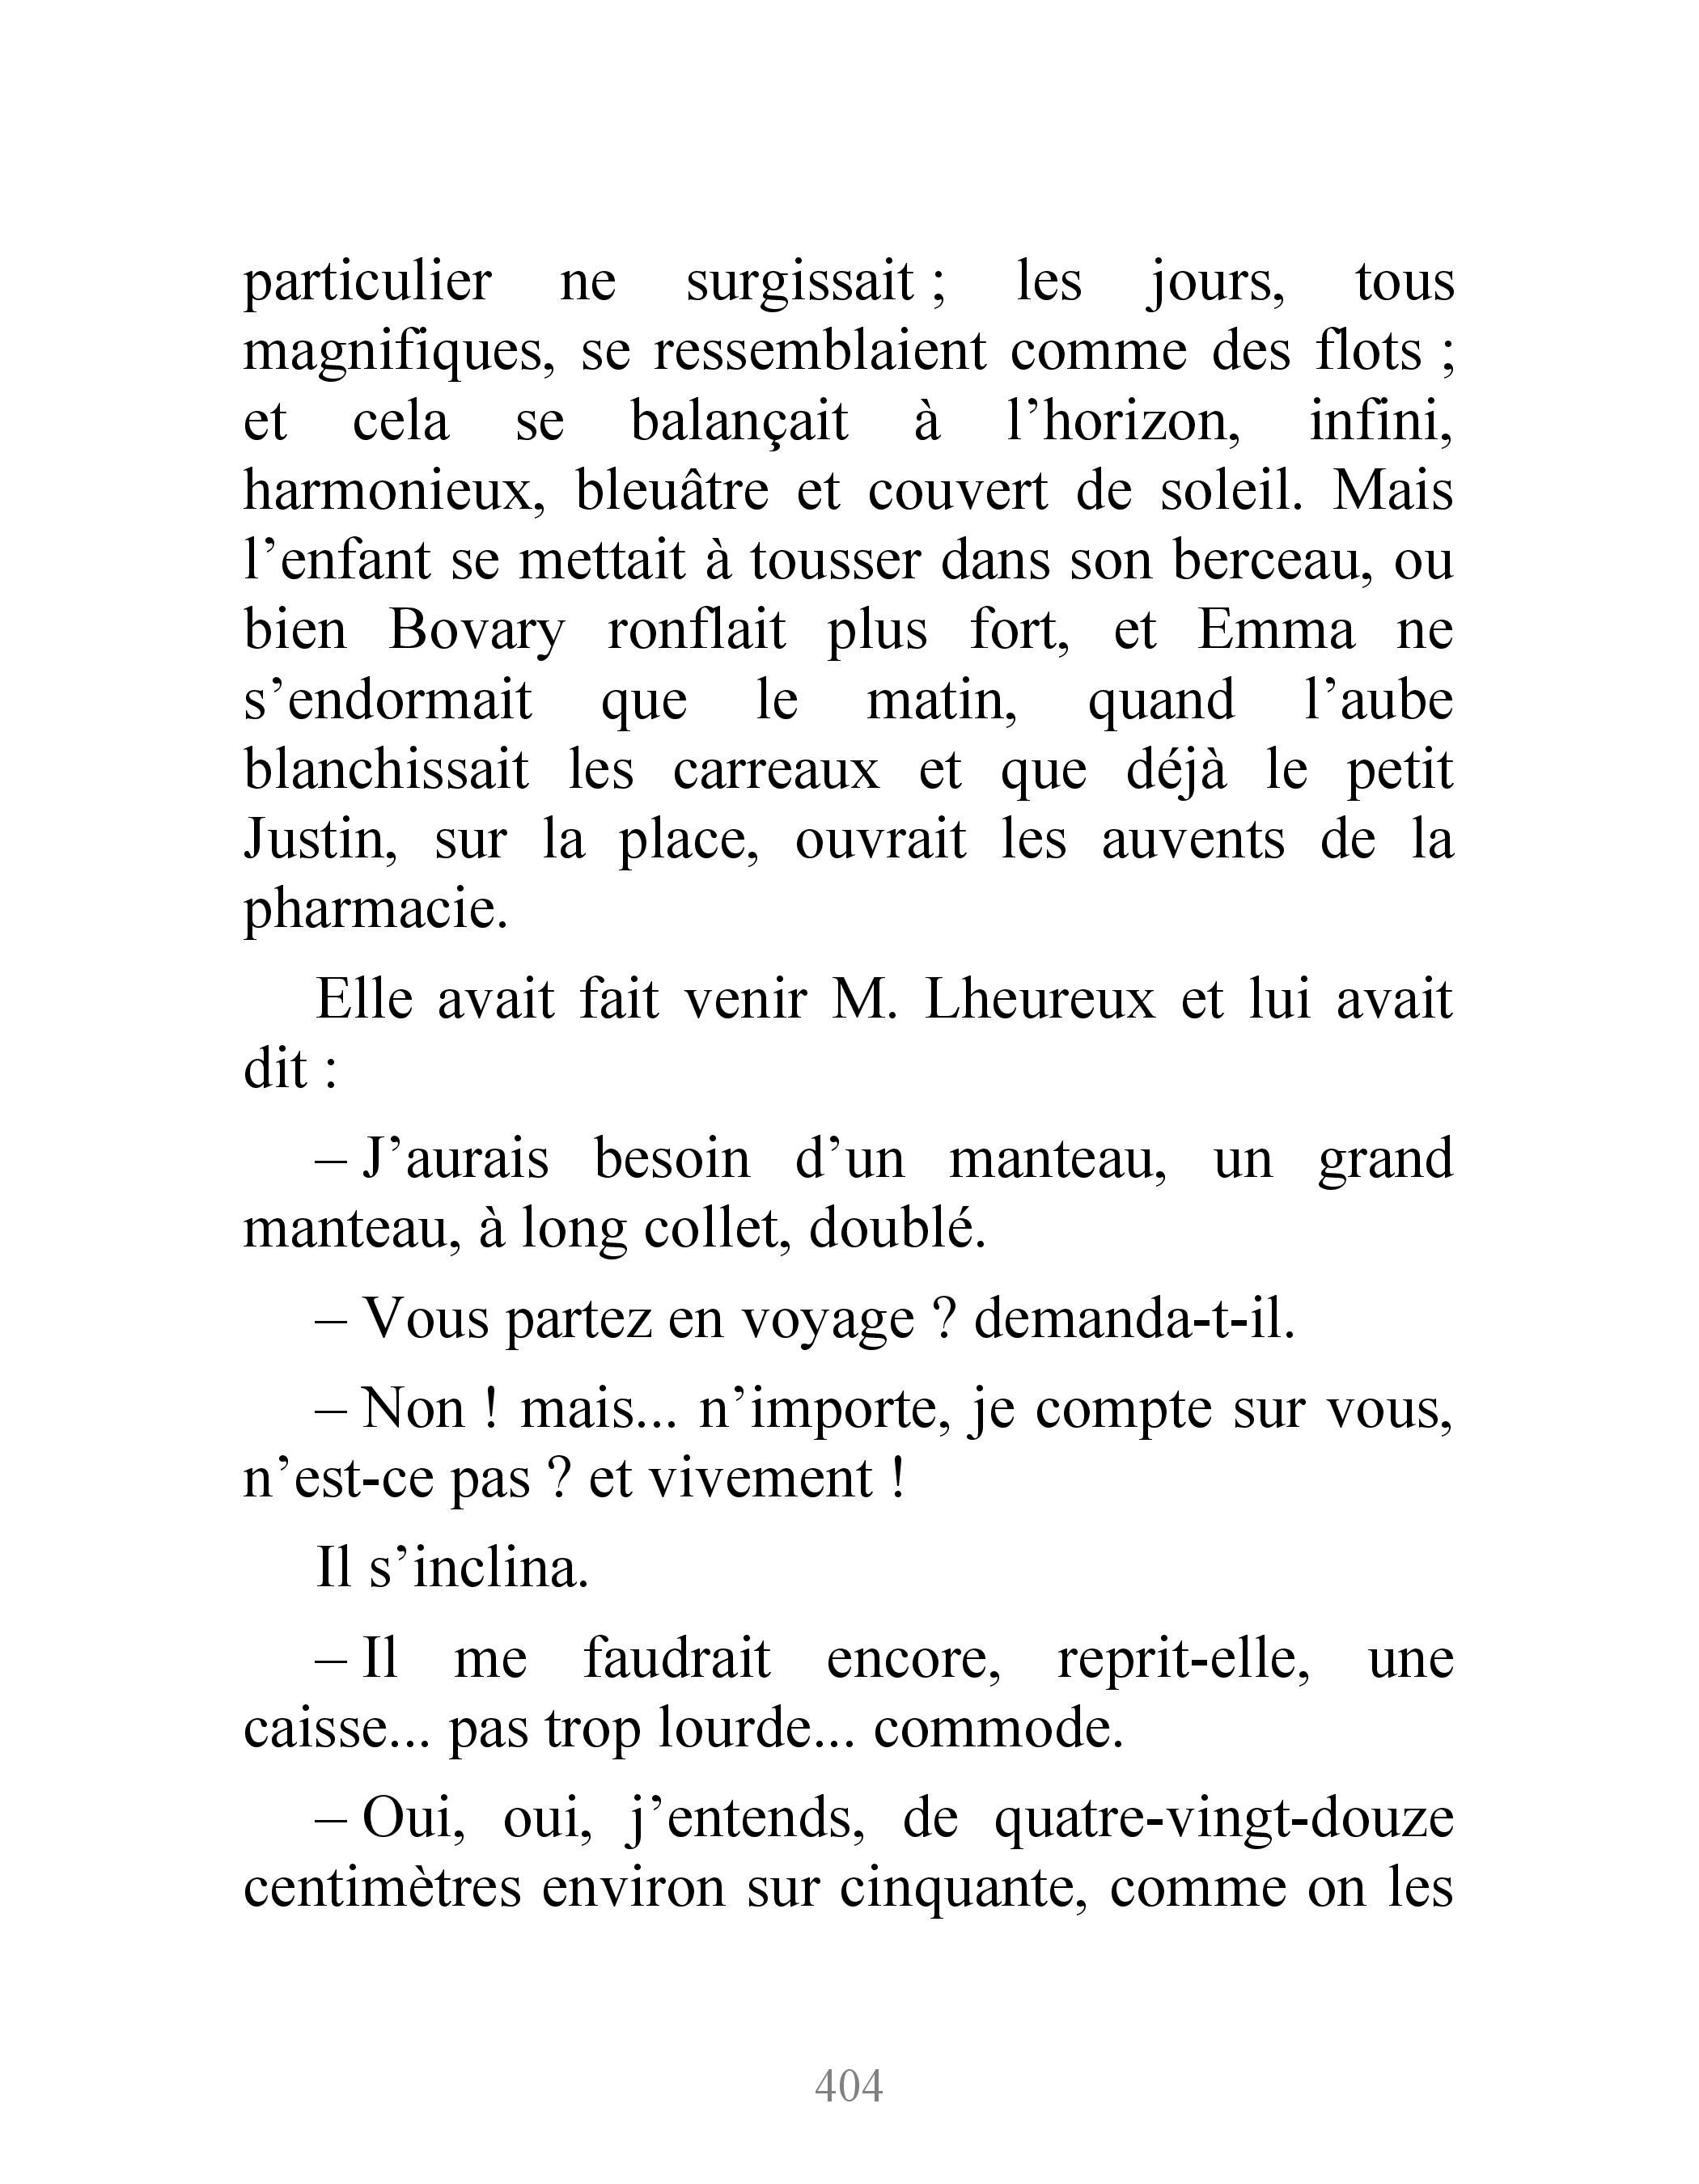 particulier ne surgissait ; les jours, tous
magnifiques, se ressemblaient comme des flots ;
et cela se balançait à l’horizon, infini,
harmonieux, bleuâtre et couvert de soleil. Mais
l’enfant se mettait à tousser dans son berceau, ou
bien Bovary ronflait plus fort, et Emma ne
s’endormait que le matin, quand l’aube
blanchissait les carreaux et que déjà le petit
Justin, sur la place, ouvrait les auvents de la
pharmacie.
Elle avait fait venir M. Lheureux et lui avait
dit :
– J’aurais besoin d’un manteau, un grand
manteau, à long collet, doublé.
– Vous partez en voyage ? demanda-t-il.
– Non ! mais... n’importe, je compte sur vous,
n’est-ce pas ? et vivement !
Il s’inclina.
– Il me faudrait encore, reprit-elle, une
caisse... pas trop lourde... commode.
– Oui, oui, j’entends, de quatre-vingt-douze
centimètres environ sur cinquante, comme on les
404